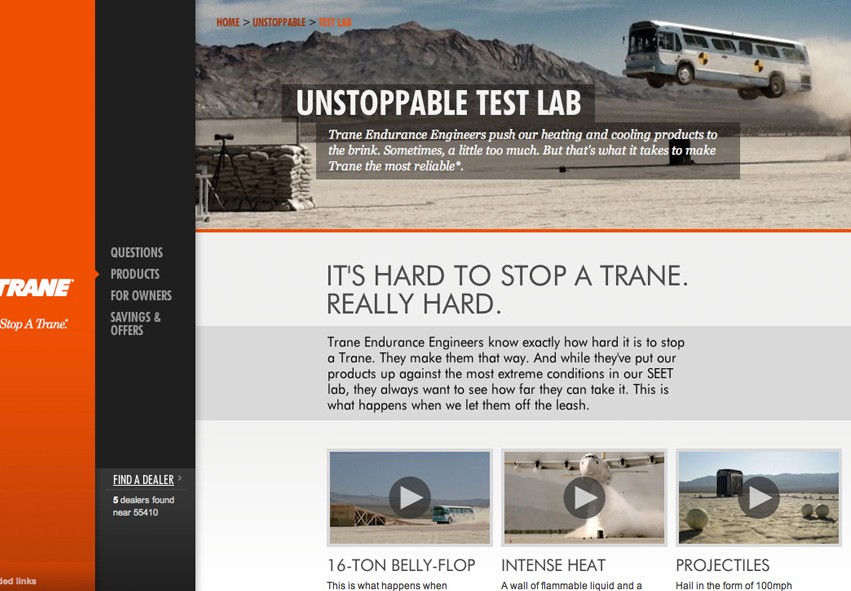 HOME > UNSTOPPABLE > TEST LAB
UNSTOPPABLE TEST LAB
Trane Endurance Engineers push our heating and cooling products to
the brink. Sometimes, a little too much. But that's what it takes to make
Trane the most reliable*.
TRANE®
Stop A Trane.®
QUESTIONS
PRODUCTS
FOR OWNERS
SAVINGS &
OFFERS
FIND A DEALER >
5 dealers found
near 55410
ded links
IT'S HARD TO STOP A TRANE.
REALLY HARD.
Trane Endurance Engineers know exactly how hard it is to stop
a Trane. They make them that way. And while they've put our
products up against the most extreme conditions in our SEET
lab, they always want to see how far they can take it. This is
what happens when we let them off the leash.
16-TON BELLY-FLOP
This is what happens when
INTENSE HEAT
A wall of flammable liquid and a
PROJECTILES
Hail in the form of 100mph